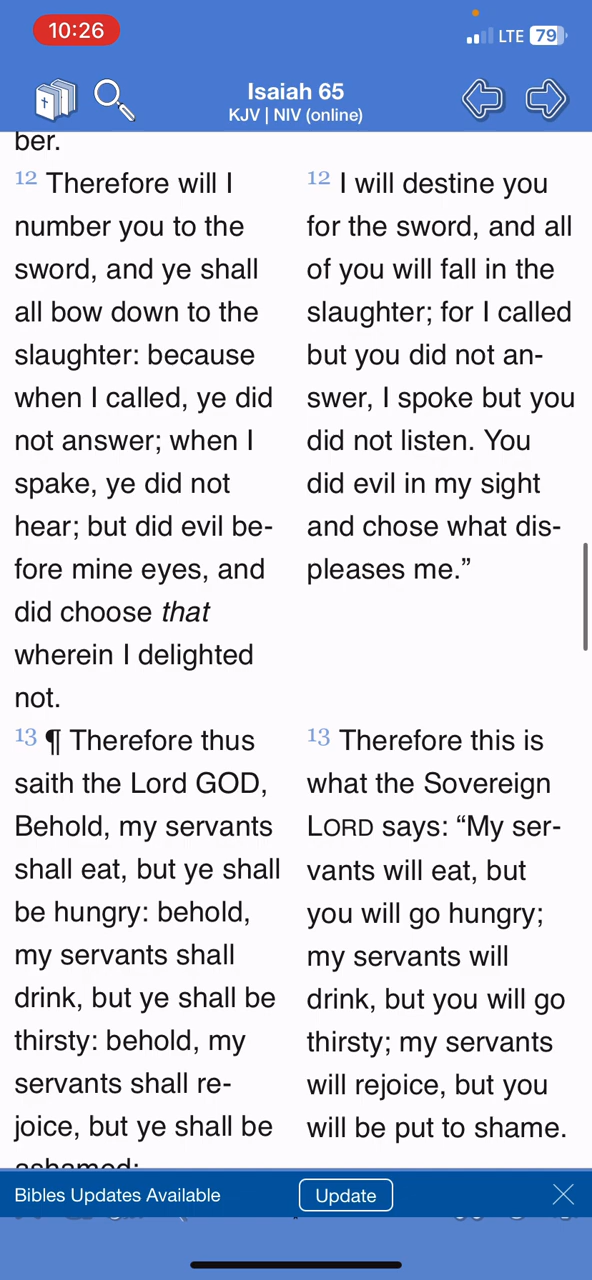 10:26
LTE 79
Isaiah 65
KJV | NIV (online)
ber.
12 Therefore will I
number you to the
sword, and ye shall
all bow down to the
slaughter: because
when I called, ye did
not answer; when I
spake, ye did not
hear; but did evil be-
fore mine eyes, and
did choose that
wherein I delighted
not.
13 ¶ Therefore thus
saith the Lord GOD,
Behold, my servants
shall eat, but ye shall
be hungry: behold,
my servants shall
drink, but ye shall be
thirsty: behold, my
servants shall re-
joice, but ye shall be
ashamed:
12 I will destine you
for the sword, and all
of you will fall in the
slaughter; for I called
but you did not an-
swer, I spoke but you
did not listen. You
did evil in my sight
and chose what dis-
pleases me.”
13 Therefore this is
what the Sovereign
LORD says: “My ser-
vants will eat, but
you will go hungry;
my servants will
drink, but you will go
thirsty; my servants
will rejoice, but you
will be put to shame.
Bibles Updates Available
Update